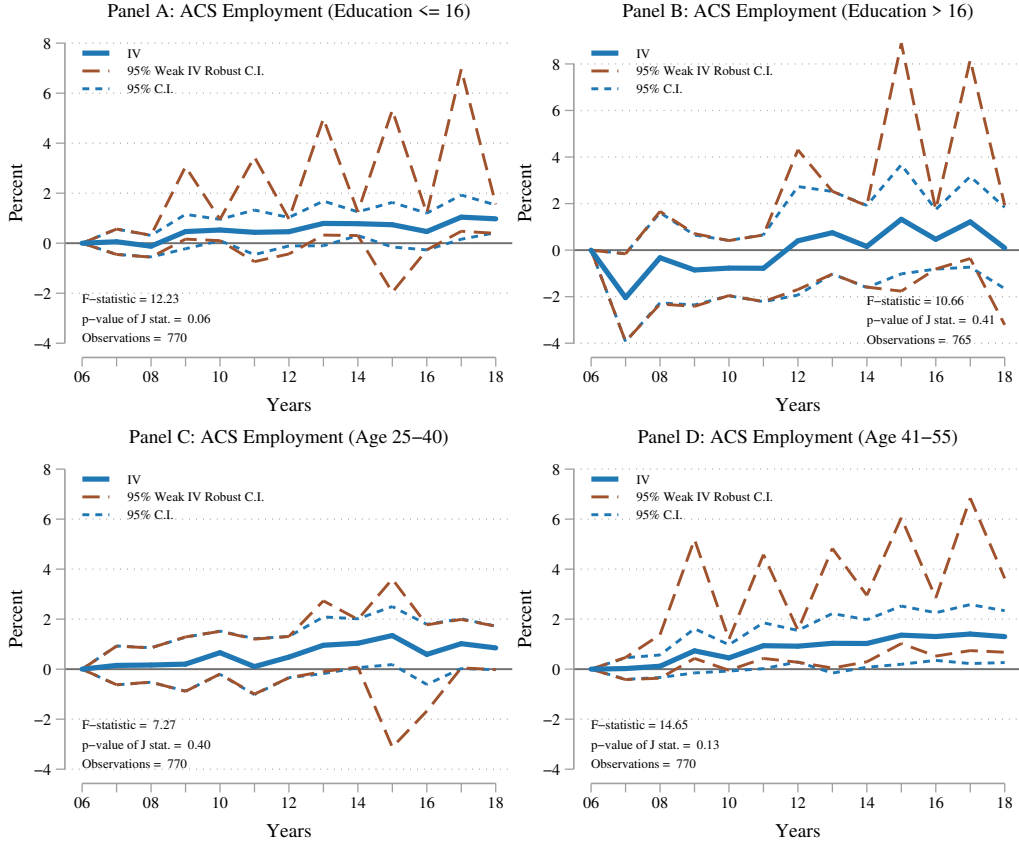 Panel A: ACS Employment (Education <= 16)
8
6
4
2
0
−2
−4
Percent
IV
95% Weak IV Robust C.I.
95% C.I.
F−statistic = 12.23
p−value of J stat. = 0.06
Observations = 770
06 08 10 12 14 16 18
Years
Panel B: ACS Employment (Education > 16)
8
6
4
2
0
−2
−4
Percent
IV
95% Weak IV Robust C.I.
95% C.I.
F−statistic = 10.66
p−value of J stat. = 0.41
Observations = 765
06 08 10 12 14 16 18
Years
Panel C: ACS Employment (Age 25−40)
8
6
4
2
0
−2
−4
Percent
IV
95% Weak IV Robust C.I.
95% C.I.
F−statistic = 7.27
p−value of J stat. = 0.40
Observations = 770
06 08 10 12 14 16 18
Years
Panel D: ACS Employment (Age 41−55)
8
6
4
2
0
−2
−4
Percent
IV
95% Weak IV Robust C.I.
95% C.I.
F−statistic = 14.65
p−value of J stat. = 0.13
Observations = 770
06 08 10 12 14 16 18
Years